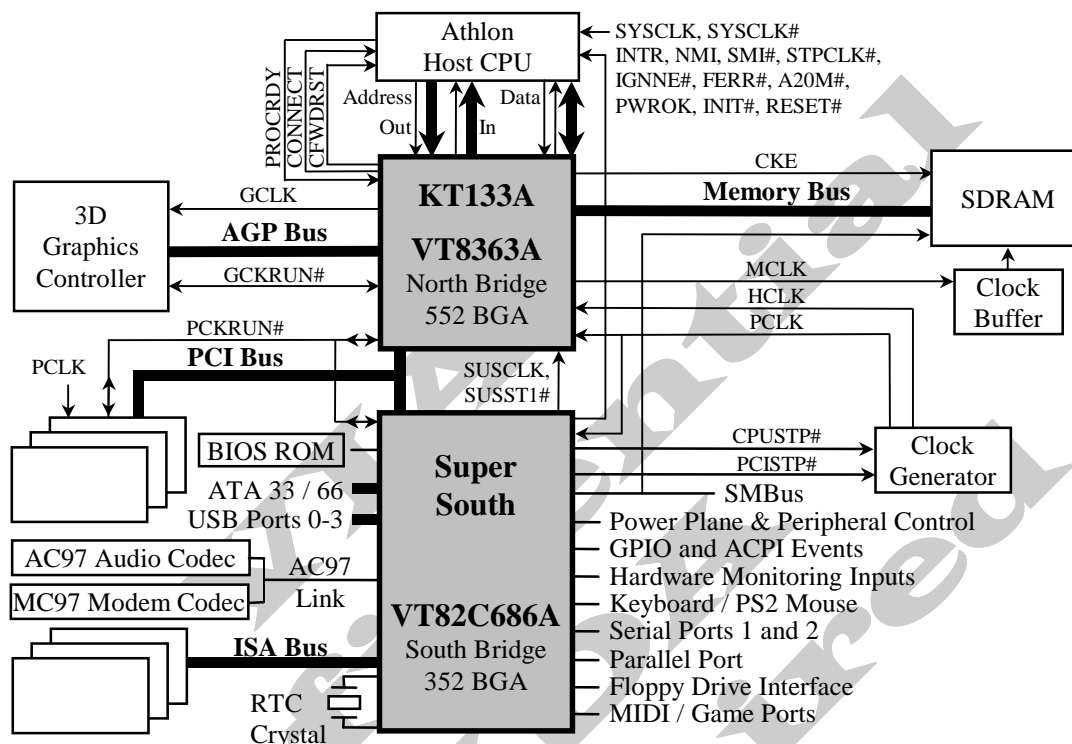 Athlon
Host CPU
SYSCLK, SYSCLK#
INTR, NMI, SMI#, STPCLK#,
IGNNE#, FERR#, A20M#,
PWROK, INIT#, RESET#
PROCRDY
CONNECT
CFWDRST
Address
Out
In
Data
KT133A
VT8363A
North Bridge
552 BGA
CKE
Memory Bus
SDRAM
3D
Graphics
Controller
GCLK
AGP Bus
GCKRUN#
MCLK
HCLK
PCLK
Clock
Buffer
PCKRUN#
PCI Bus
PCLK
SUSCLK,
SUSST1#
BIOS ROM
ATA 33 / 66
USB Ports 0-3
AC97 Audio Codec
MC97 Modem Codec
AC97
Link
ISA Bus
RTC
Crystal
Super
South
VT82C686A
South Bridge
352 BGA
CPUSTP#
PCISTP#
Clock
Generator
SMBus
Power Plane & Peripheral Control
GPIO and ACPI Events
Hardware Monitoring Inputs
Keyboard / PS2 Mouse
Serial Ports 1 and 2
Parallel Port
Floppy Drive Interface
MIDI / Game Ports